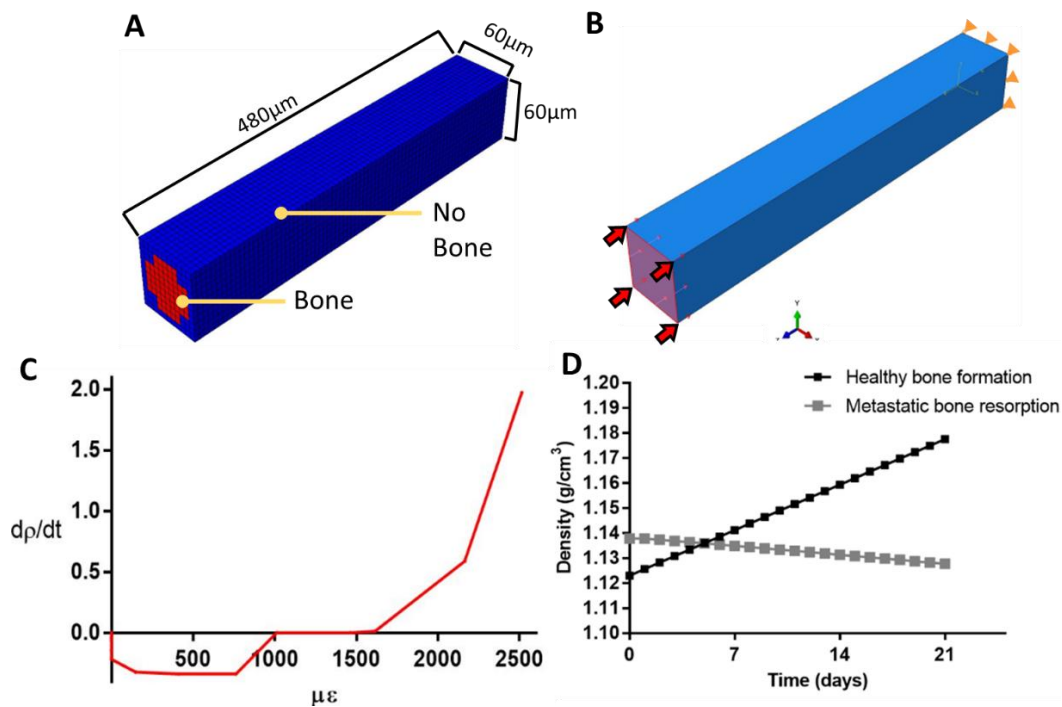 A
60μm
60μm
480μm
No
Bone
Bone
B
Y
C
2.0
1.5
1.0
dρ/dt
0.5
0.0
500
1000
1500
2000
2500
με
D
1.20
1.19
1.18
1.17
1.16
1.15
1.14
1.13
1.12
1.11
1.10
Density (g/cm³)
Healthy bone formation
Metastatic bone resorption
0
7
14
21
Time (days)